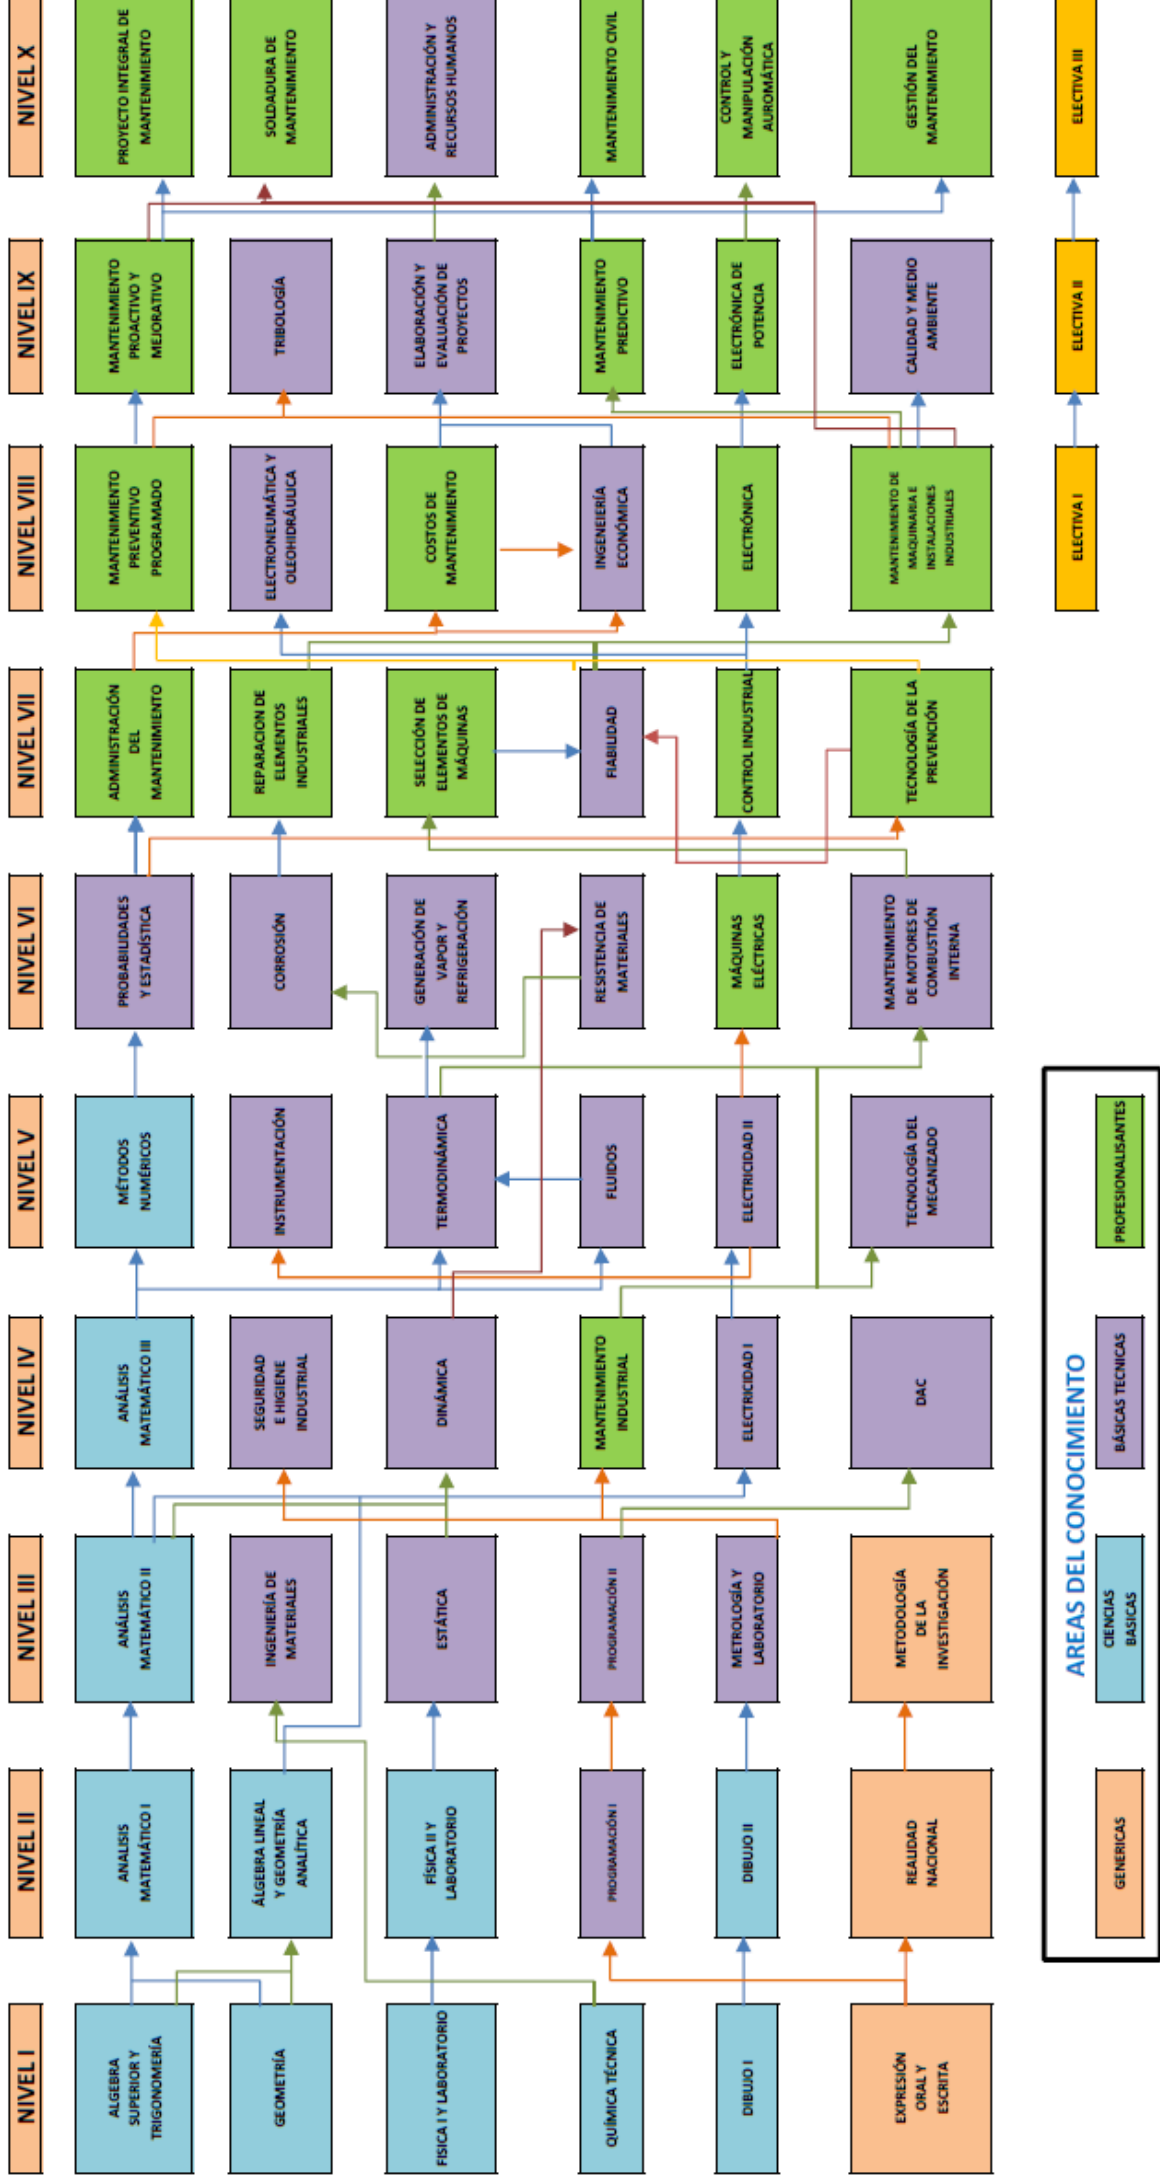 NIVEL I
ALGEBRA
SUPERIOR Y
TRIGONOMERÍA
GEOMETRÍA
FISICA I Y LABORATORIO
QUÍMICA TÉCNICA
DIBUJO I
EXPRESIÓN
ORAL Y
ESCRITA
NIVEL II
ANALISIS
MATEMÁTICO I
ÁLGEBRA LINEAL
Y GEOMETRÍA
ANALÍTICA
FÍSICA II Y
LABORATORIO
PROGRAMACIÓN I
DIBUJO II
REALIDAD
NACIONAL
NIVEL III
ANÁLISIS
MATEMÁTICO II
INGENIERÍA DE
MATERIALES
ESTÁTICA
PROGRAMACIÓN II
METROLOGÍA Y
LABORATORIO
METODOLOGÍA
DE LA
INVESTIGACIÓN
NIVEL IV
ANÁLISIS
MATEMÁTICO III
SEGURIDAD
E HIGIENE
INDUSTRIAL
DINÁMICA
MANTENIMIENTO
INDUSTRIAL
ELECTRICIDAD I
DAC
NIVEL V
MÉTODOS
NUMÉRICOS
INSTRUMENTACIÓN
TERMODINÁMICA
FLUIDOS
ELECTRICIDAD II
TECNOLOGÍA DEL
MECANIZADO
NIVEL VI
PROBABILIDADES
Y ESTADÍSTICA
CORROSIÓN
GENERACIÓN DE
VAPOR Y
REFRIGERACIÓN
RESISTENCIA DE
MATERIALES
MÁQUINAS
ELÉCTRICAS
MANTENIMIENTO
DE MOTORES DE
COMBUSTIÓN
INTERNA
NIVEL VII
ADMINISTRACIÓN
DEL
MANTENIMIENTO
REPARACION DE
ELEMENTOS
INDUSTRIALES
SELECCIÓN DE
ELEMENTOS DE
MÁQUINAS
FIABILIDAD
CONTROL INDUSTRIAL
TECNOLOGÍA DE LA
PREVENCIÓN
NIVEL VIII
MANTENIMIENTO
PREVENTIVO
PROGRAMADO
ELECTRONEUMÁTICA Y
OLEOHIDRÁULICA
COSTOS DE
MANTENIMIENTO
INGENEIERÍA
ECONÓMICA
ELECTRÓNICA
MANTENIMIENTO DE
MAQUINARIA E
INSTALACIONES
INDUSTRIALES
ELECTIVA I
NIVEL IX
MANTENIMIENTO
PROACTIVO Y
MEJORATIVO
TRIBOLOGÍA
ELABORACIÓN Y
EVALUACIÓN DE
PROYECTOS
MANTENIMIENTO
PREDICTIVO
ELECTRÓNICA DE
POTENCIA
CALIDAD Y MEDIO
AMBIENTE
ELECTIVA II
NIVEL X
PROYECTO INTEGRAL DE
MANTENIMIENTO
SOLDADURA DE
MANTENIMIENTO
ADMINISTRACIÓN Y
RECURSOS HUMANOS
MANTENIMIENTO CIVIL
CONTROL Y
MANIPULACIÓN
AUROMÁTICA
GESTIÓN DEL
MANTENIMIENTO
ELECTIVA III
AREAS DEL CONOCIMIENTO
GENERICAS
CIENCIAS
BASICAS
BÁSICAS TECNICAS
PROFESIONALISANTES